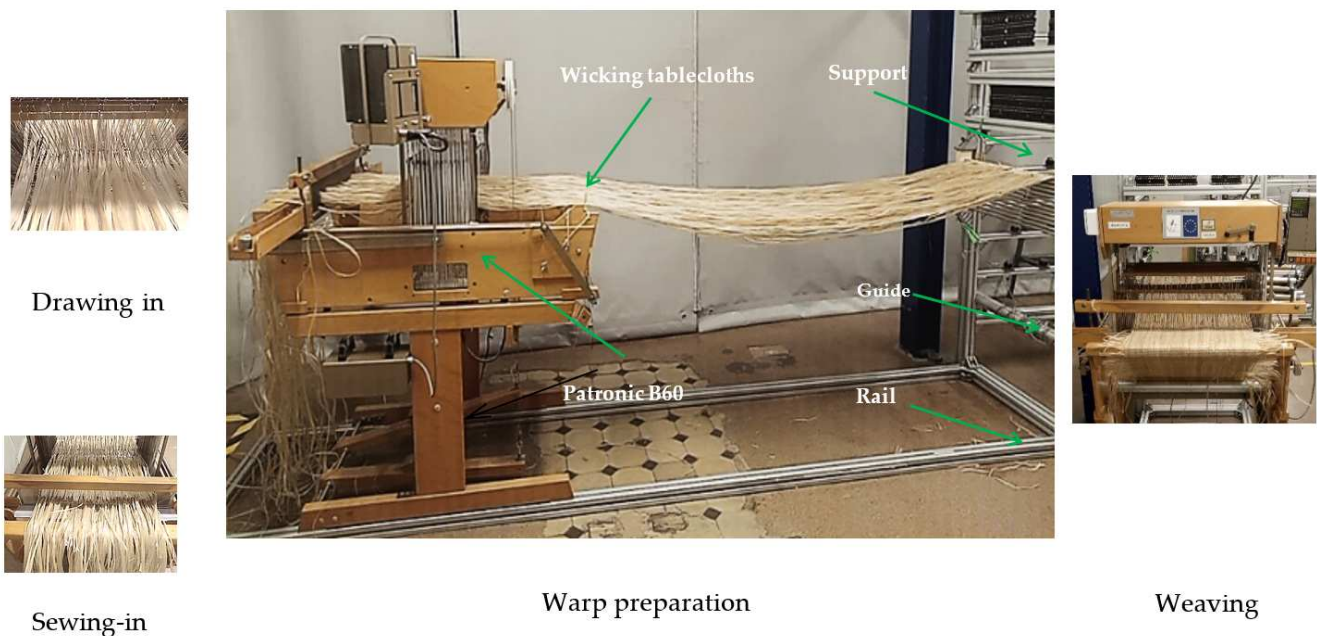 Wicking tablecloths
Support
Drawing in
Guide
Patronic B60
Rail
Sewing-in
Warp preparation
Weaving